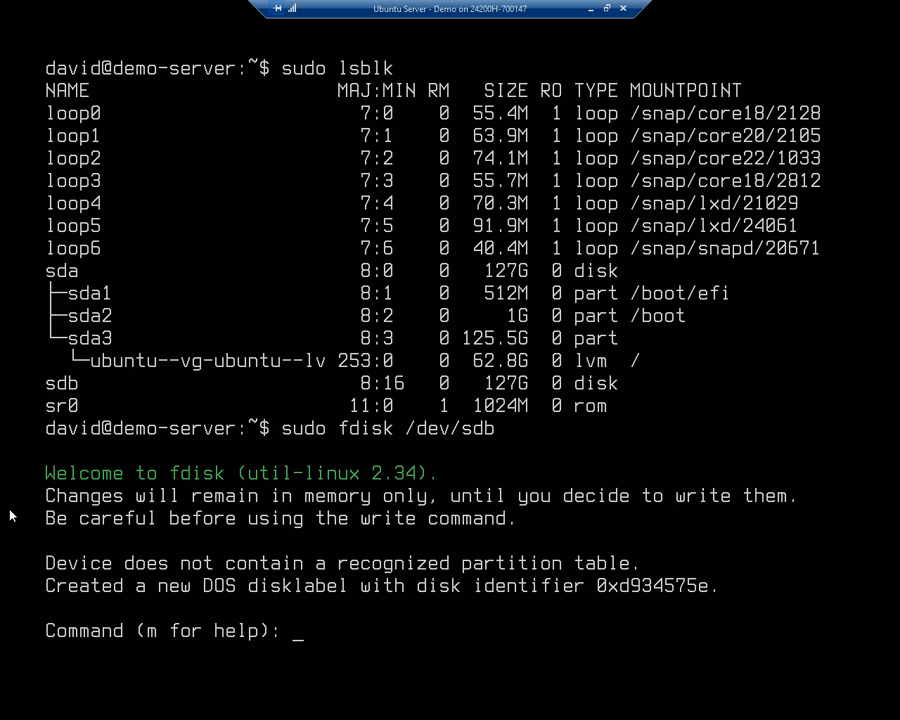 Ubuntu Server - Demo on 24200H-700147
david@demo-server:~$ sudo lsblk
NAME MAJ:MIN RM SIZE RO TYPE MOUNTPOINT
loop0 7:0 0 55.4M 1 loop /snap/core18/2128
loop1 7:1 0 63.9M 1 loop /snap/core20/2105
loop2 7:2 0 74.1M 1 loop /snap/core22/1033
loop3 7:3 0 55.7M 1 loop /snap/core18/2812
loop4 7:4 0 70.3M 1 loop /snap/lxd/21029
loop5 7:5 0 91.9M 1 loop /snap/lxd/24061
loop6 7:6 0 40.4M 1 loop /snap/snapd/20671
sda 8:0 0 127G 0 disk
├─sda1 8:1 0 512M 0 part /boot/efi
├─sda2 8:2 0 1G 0 part /boot
└─sda3 8:3 0 125.5G 0 part
└─ubuntu--vg-ubuntu--lv 253:0 0 62.8G 0 lvm /
sdb 8:16 0 127G 0 disk
sr0 11:0 1 1024M 0 rom
david@demo-server:~$ sudo fdisk /dev/sdb
Welcome to fdisk (util-linux 2.34).
Changes will remain in memory only, until you decide to write them.
Be careful before using the write command.
Device does not contain a recognized partition table.
Created a new DOS disklabel with disk identifier 0xd934575e.
Command (m for help): _